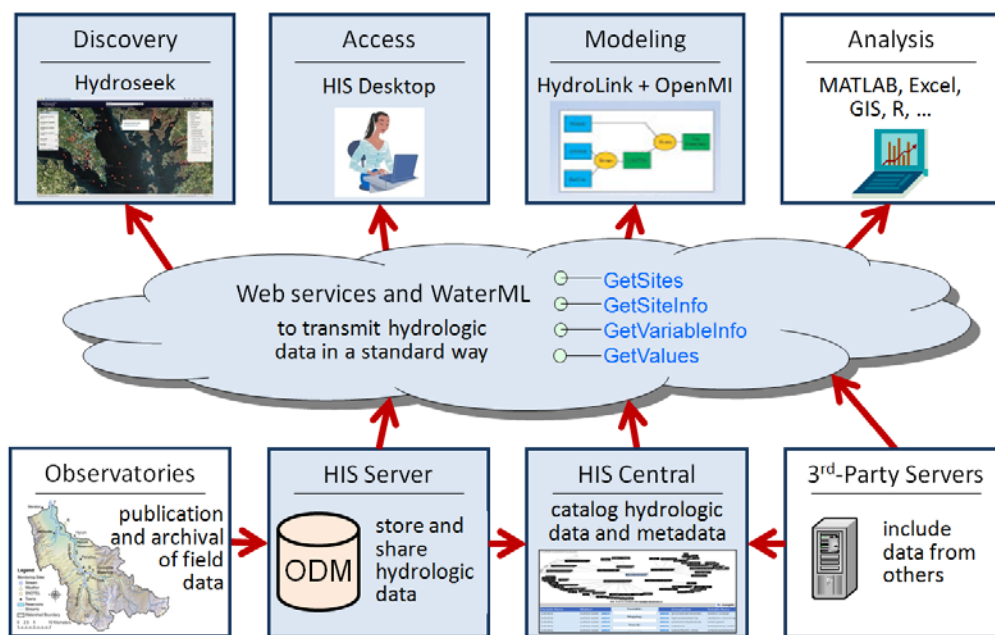 Discovery
Hydroseek
Access
HIS Desktop
Modeling
HydroLink + OpenMI
Analysis
MATLAB, Excel,
GIS, R, ...
Web services and WaterML
to transmit hydrologic
data in a standard way
GetSites
GetSiteInfo
GetVariableInfo
GetValues
Observatories
publication
and archival
of field
data
Legend
HIS Server
ODM
store and
share
hydrologic
data
HIS Central
catalog hydrologic
data and metadata
3rd-Party Servers
include
data from
others